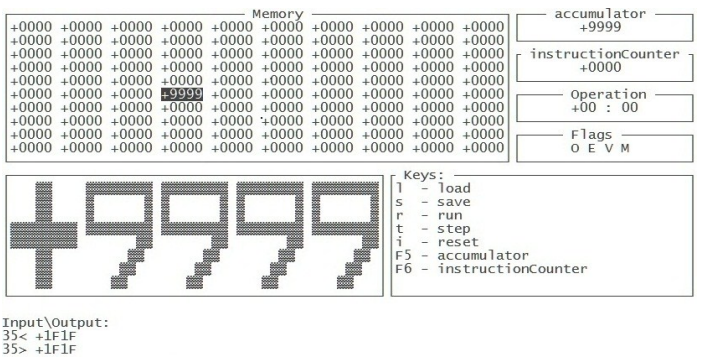 Memory
+0000 +0000 +0000 +0000 +0000 +0000 +0000 +0000 +0000 +0000
+0000 +0000 +0000 +0000 +0000 +0000 +0000 +0000 +0000 +0000
+0000 +0000 +0000 +0000 +0000 +0000 +0000 +0000 +0000 +0000
+0000 +0000 +0000 +0000 +0000 +0000 +0000 +0000 +0000 +0000
+0000 +0000 +0000 +0000 +0000 +0000 +0000 +0000 +0000 +0000
+0000 +0000 +0000 +9999 +0000 +0000 +0000 +0000 +0000 +0000
+0000 +0000 +0000 +0000 +0000 +0000 +0000 +0000 +0000 +0000
+0000 +0000 +0000 +0000 +0000 +0000 +0000 +0000 +0000 +0000
+0000 +0000 +0000 +0000 +0000 +0000 +0000 +0000 +0000 +0000
+0000 +0000 +0000 +0000 +0000 +0000 +0000 +0000 +0000 +0000
accumulator
+9999
instructionCounter
+0000
Operation
+00 : 00
Flags
O E V M
+9999
Keys:
l - load
s - save
r - run
t - step
i - reset
F5 - accumulator
F6 - instructionCounter
Input\Output:
35< +1F1F
35> +1F1F